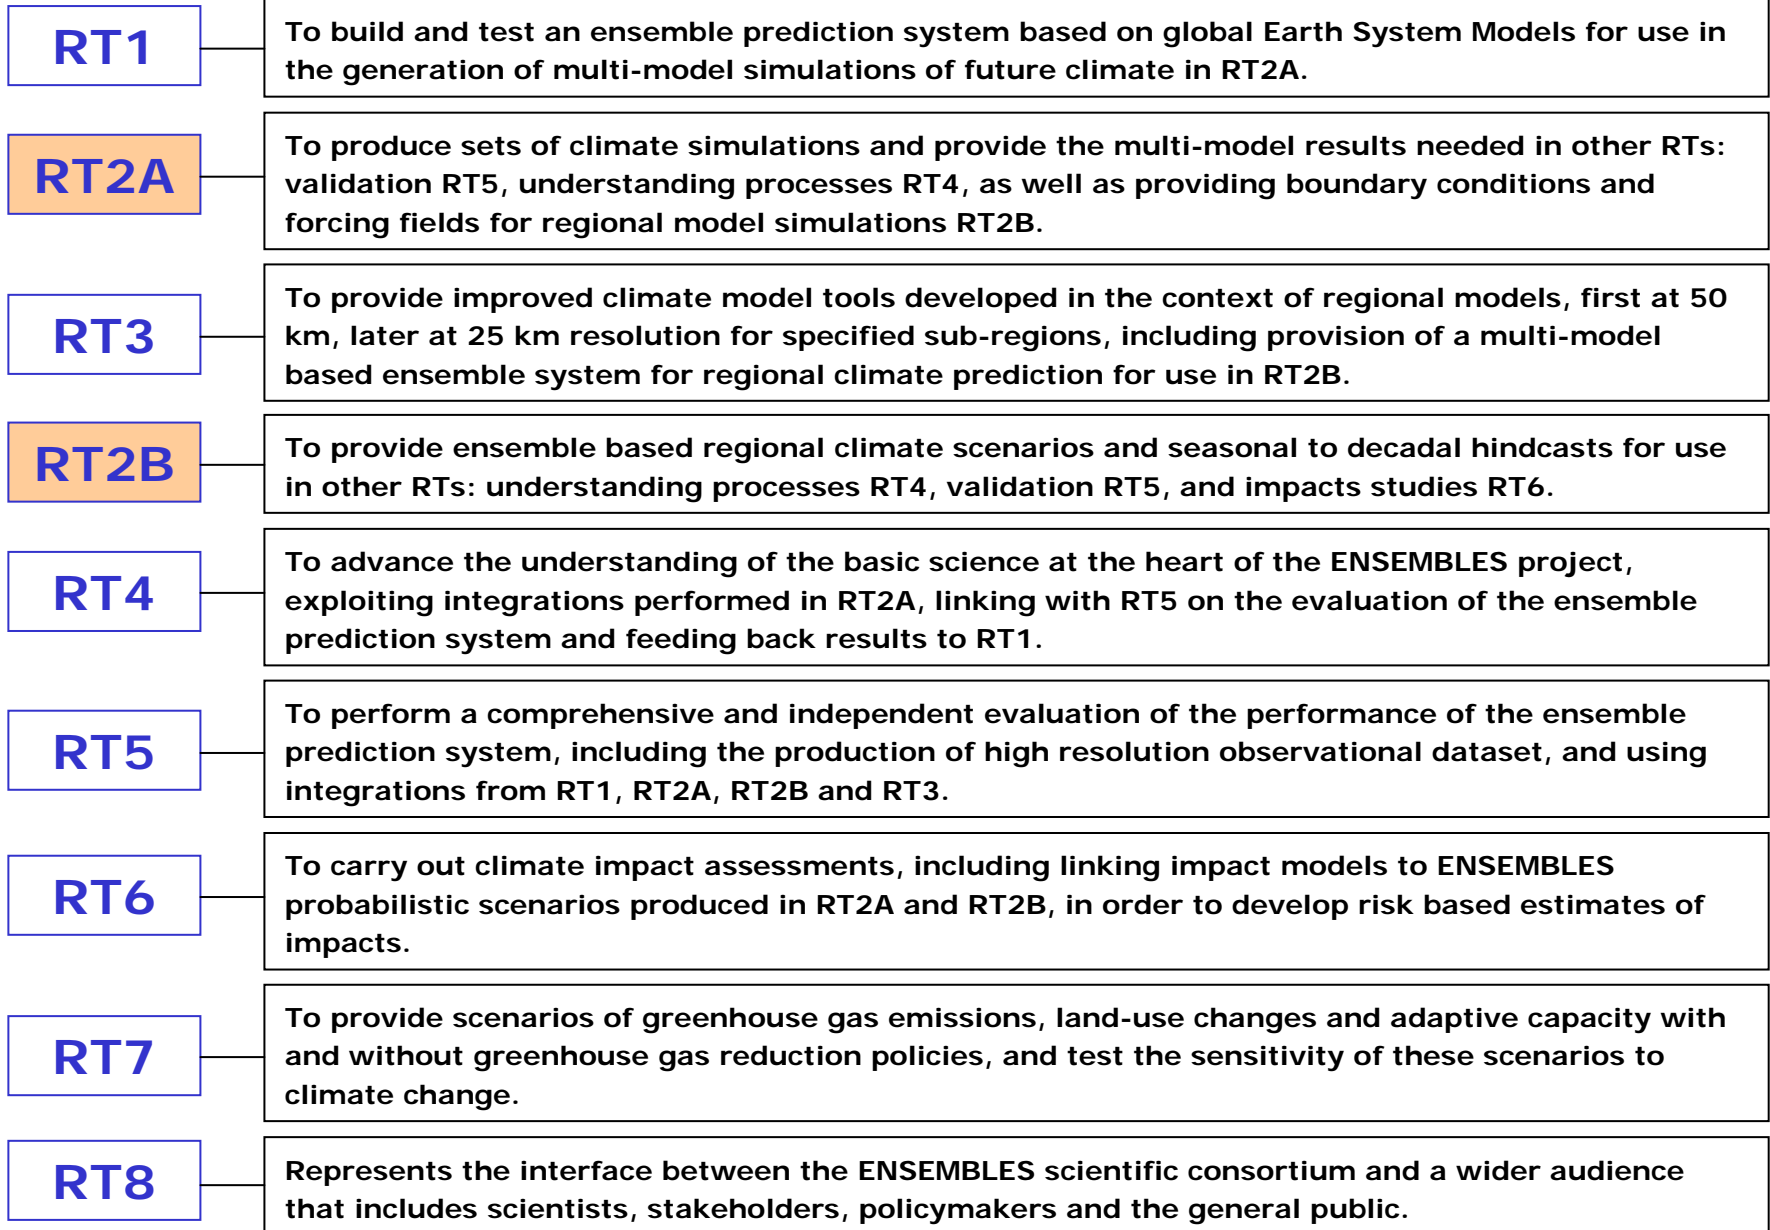 RT1
To build and test an ensemble prediction system based on global Earth System Models for use in
the generation of multi-model simulations of future climate in RT2A.
RT2A
To produce sets of climate simulations and provide the multi-model results needed in other RTs:
validation RT5, understanding processes RT4, as well as providing boundary conditions and
forcing fields for regional model simulations RT2B.
RT3
To provide improved climate model tools developed in the context of regional models, first at 50
km, later at 25 km resolution for specified sub-regions, including provision of a multi-model
based ensemble system for regional climate prediction for use in RT2B.
RT2B
To provide ensemble based regional climate scenarios and seasonal to decadal hindcasts for use
in other RTs: understanding processes RT4, validation RT5, and impacts studies RT6.
RT4
To advance the understanding of the basic science at the heart of the ENSEMBLES project,
exploiting integrations performed in RT2A, linking with RT5 on the evaluation of the ensemble
prediction system and feeding back results to RT1.
RT5
To perform a comprehensive and independent evaluation of the performance of the ensemble
prediction system, including the production of high resolution observational dataset, and using
integrations from RT1, RT2A, RT2B and RT3.
RT6
To carry out climate impact assessments, including linking impact models to ENSEMBLES
probabilistic scenarios produced in RT2A and RT2B, in order to develop risk based estimates of
impacts.
RT7
To provide scenarios of greenhouse gas emissions, land-use changes and adaptive capacity with
and without greenhouse gas reduction policies, and test the sensitivity of these scenarios to
climate change.
RT8
Represents the interface between the ENSEMBLES scientific consortium and a wider audience
that includes scientists, stakeholders, policymakers and the general public.